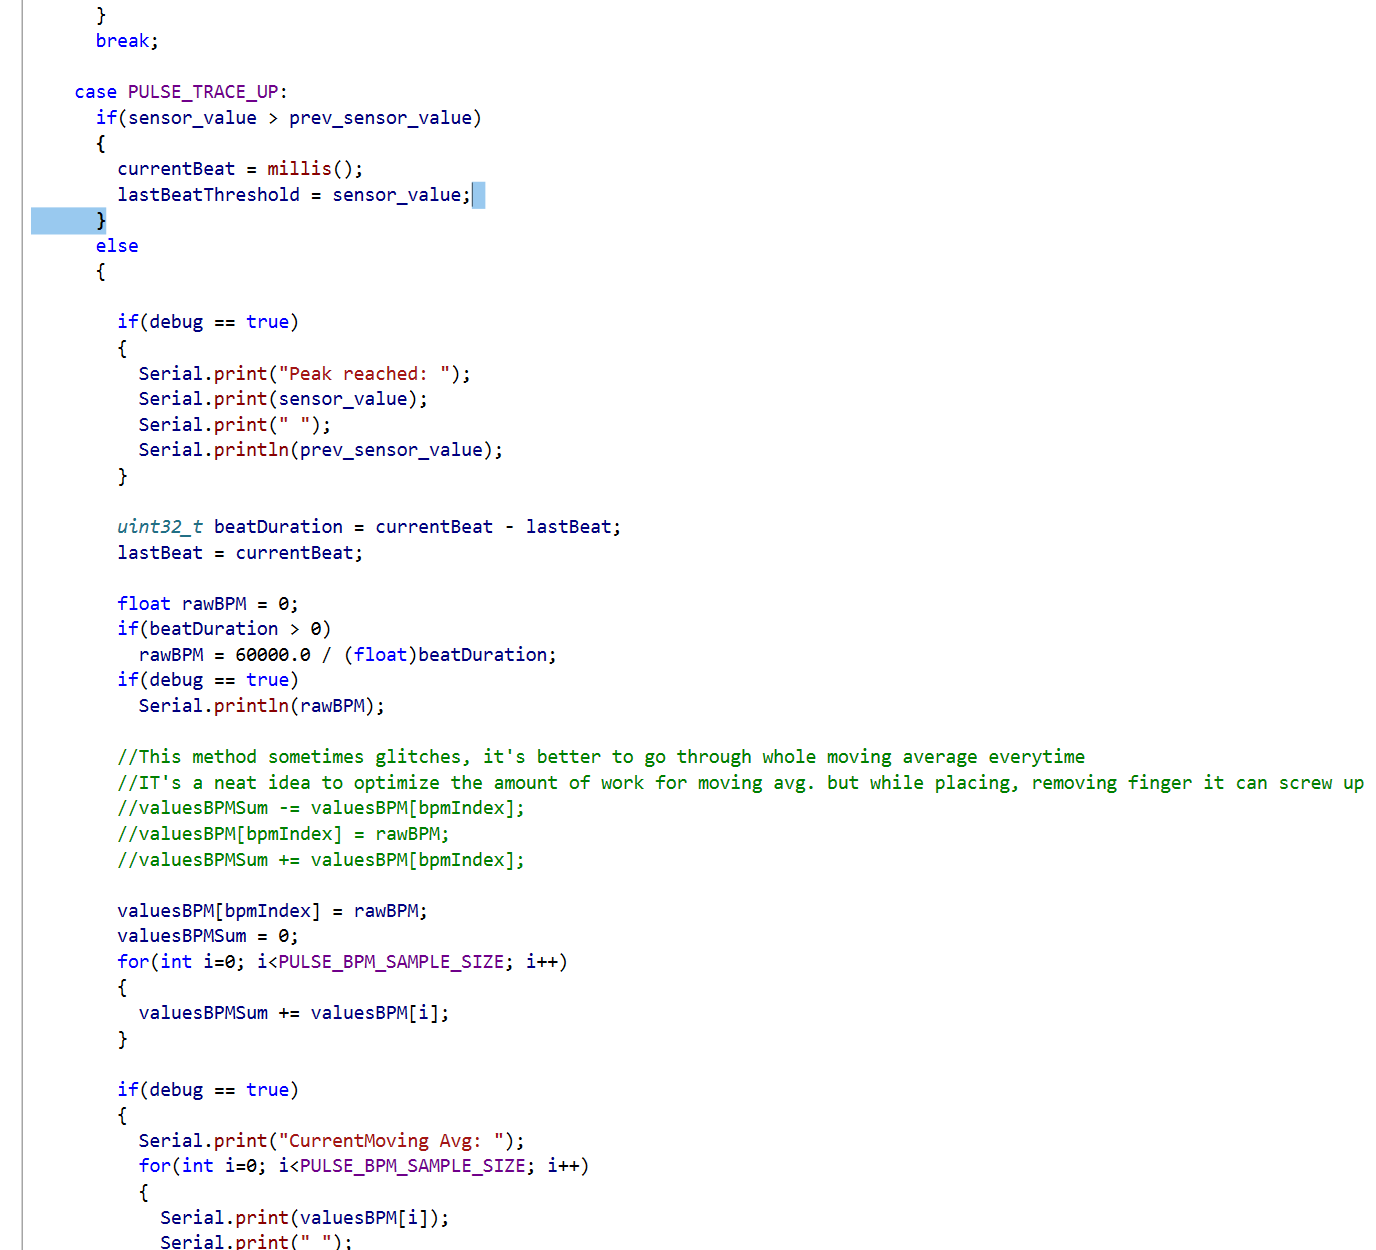 }
break;
case PULSE_TRACE_UP:
if(sensor_value > prev_sensor_value)
{
currentBeat = millis();
lastBeatThreshold = sensor_value;
}
else
{
if(debug == true)
{
Serial.print("Peak reached: ");
Serial.print(sensor_value);
Serial.print(" ");
Serial.println(prev_sensor_value);
}
uint32_t beatDuration = currentBeat - lastBeat;
lastBeat = currentBeat;
float rawBPM = 0;
if(beatDuration > 0)
rawBPM = 60000.0 / (float)beatDuration;
if(debug == true)
Serial.println(rawBPM);
//This method sometimes glitches, it's better to go through whole moving average everytime
//IT's a neat idea to optimize the amount of work for moving avg. but while placing, removing finger it can screw up
//valuesBPMSum -= valuesBPM[bpmIndex];
//valuesBPM[bpmIndex] = rawBPM;
//valuesBPMSum += valuesBPM[bpmIndex];
valuesBPM[bpmIndex] = rawBPM;
valuesBPMSum = 0;
for(int i=0; i<PULSE_BPM_SAMPLE_SIZE; i++)
{
valuesBPMSum += valuesBPM[i];
}
if(debug == true)
{
Serial.print("CurrentMoving Avg: ");
for(int i=0; i<PULSE_BPM_SAMPLE_SIZE; i++)
{
Serial.print(valuesBPM[i]);
Serial.print(" ");